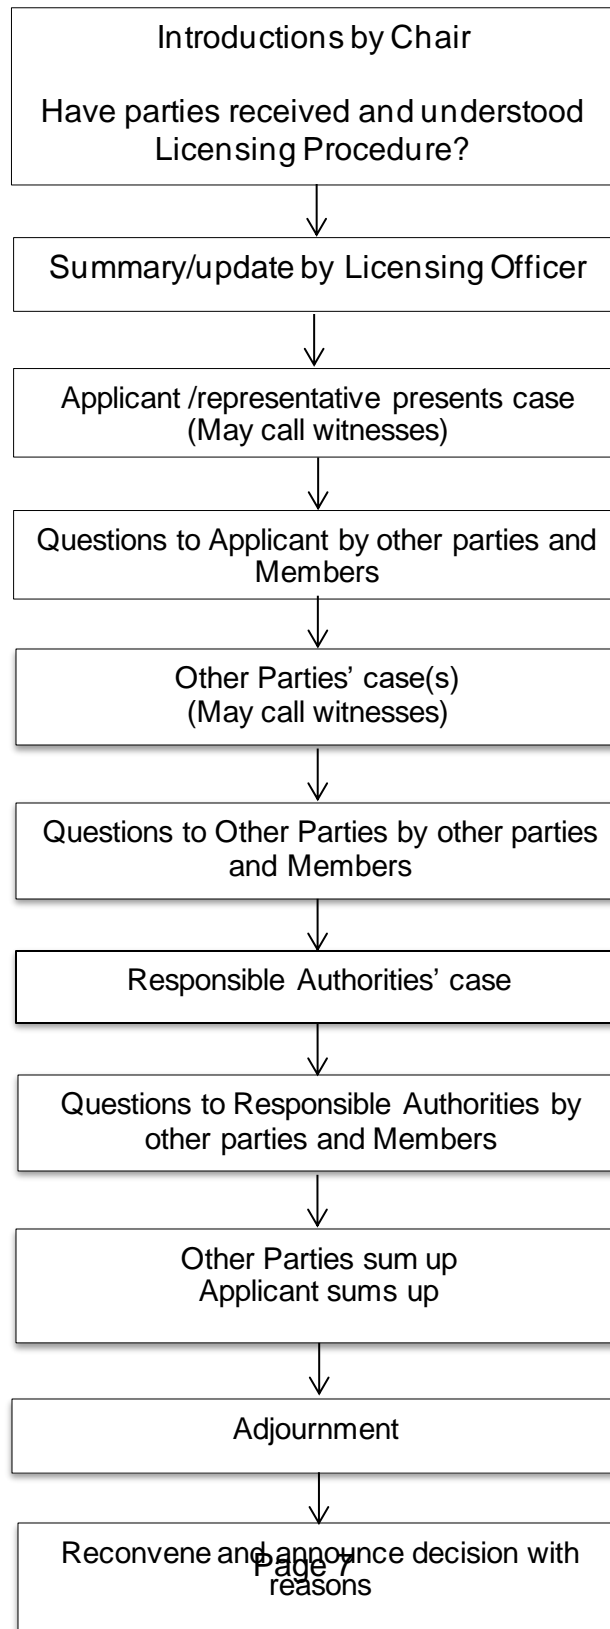 Introductions by Chair
Have parties received and understood
Licensing Procedure?
Summary/update by Licensing Officer
Applicant /representative presents case
(May call witnesses)
Questions to Applicant by other parties and
Members
Other Parties’ case(s)
(May call witnesses)
Questions to Other Parties by other parties
and Members
Responsible Authorities’ case
Questions to Responsible Authorities by
other parties and Members
Other Parties sum up
Applicant sums up
Adjournment
Reconvene and announce decision with
Page 7
reasons